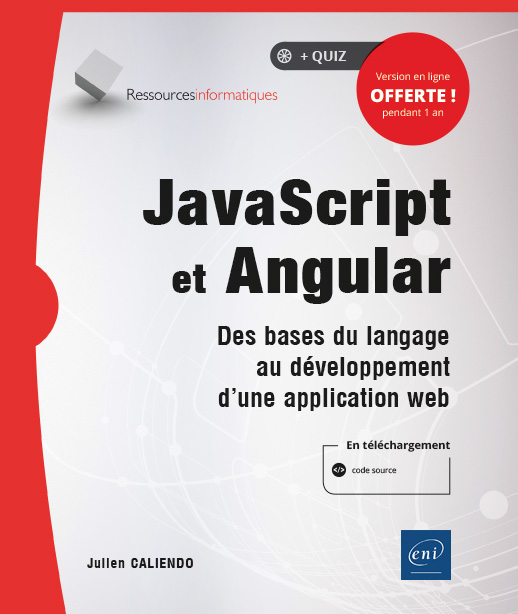 + QUIZ
Version en ligne
OFFERTE !
pendant 1 an
Ressourcesinformatiques
JavaScript
et Angular
Des bases du langage
au développement
d'une application web
En téléchargement
</> code source
Julien CALIENDO
eni